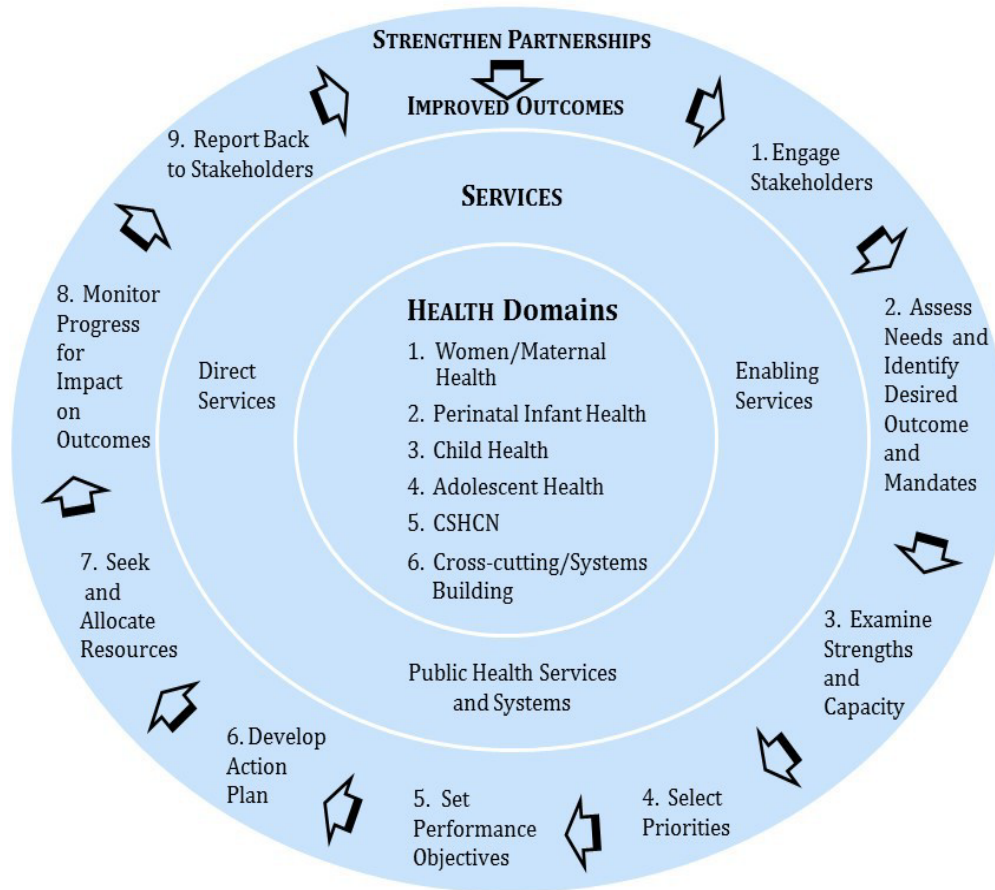 STRENGTHEN PARTNERSHIPS
IMPROVED OUTCOMES
1. Engage
Stakeholders
2. Assess
Needs and
Identify
Desired
Outcome
and
Mandates
3. Examine
Strengths
and
Capacity
4. Select
Priorities
5. Set
Performance
Objectives
6. Develop
Action
Plan
7. Seek
and
Allocate
Resources
8. Monitor
Progress
for
Impact
on
Outcomes
9. Report Back
to Stakeholders
SERVICES
Direct
Services
Enabling
Services
Public Health Services
and Systems
HEALTH Domains
1. Women/Maternal
Health
2. Perinatal Infant Health
3. Child Health
4. Adolescent Health
5. CSHCN
6. Cross-cutting/Systems
Building